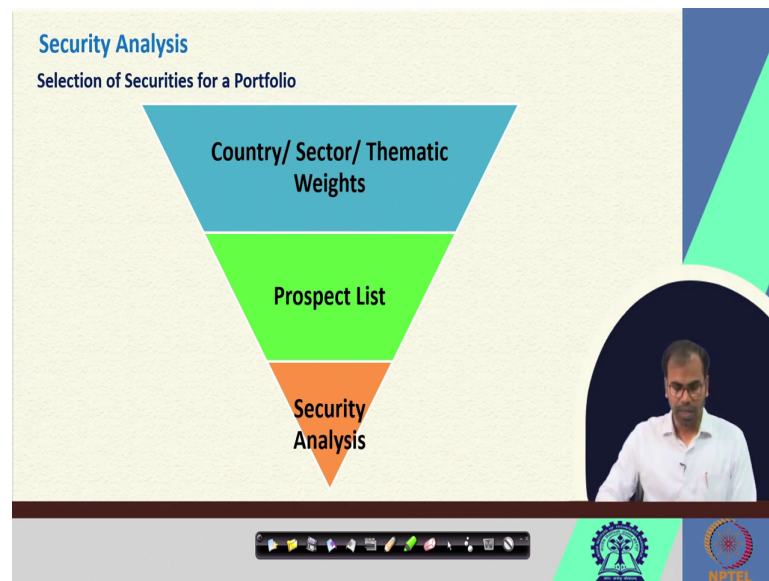 Security Analysis
Selection of Securities for a Portfolio
Country/ Sector/ Thematic
Weights
Prospect List
Security
Analysis
NPTEL